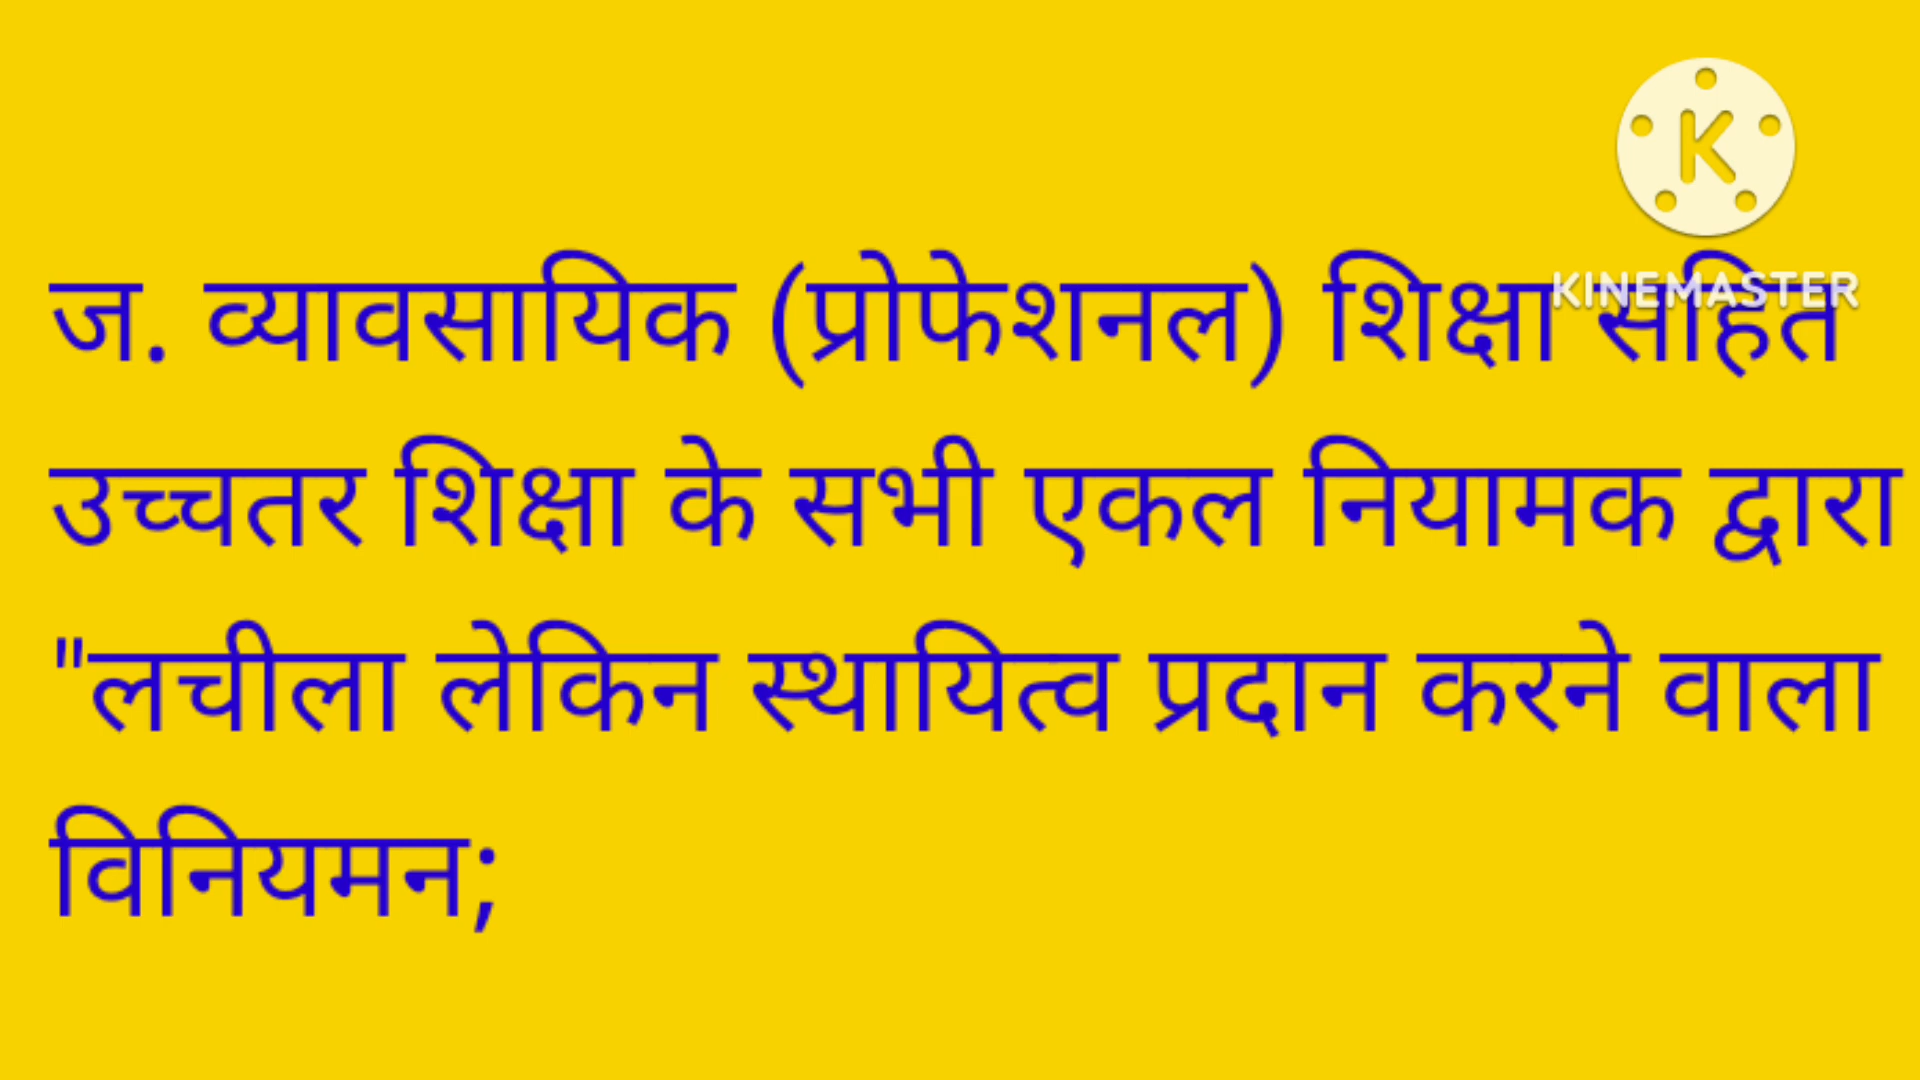 K
KINEMASTER
ज. व्यावसायिक (प्रोफेशनल) शिक्षा सहित
उच्चतर शिक्षा के सभी एकल नियामक द्वारा
"लचीला लेकिन स्थायित्व प्रदान करने वाला
विनियमन;